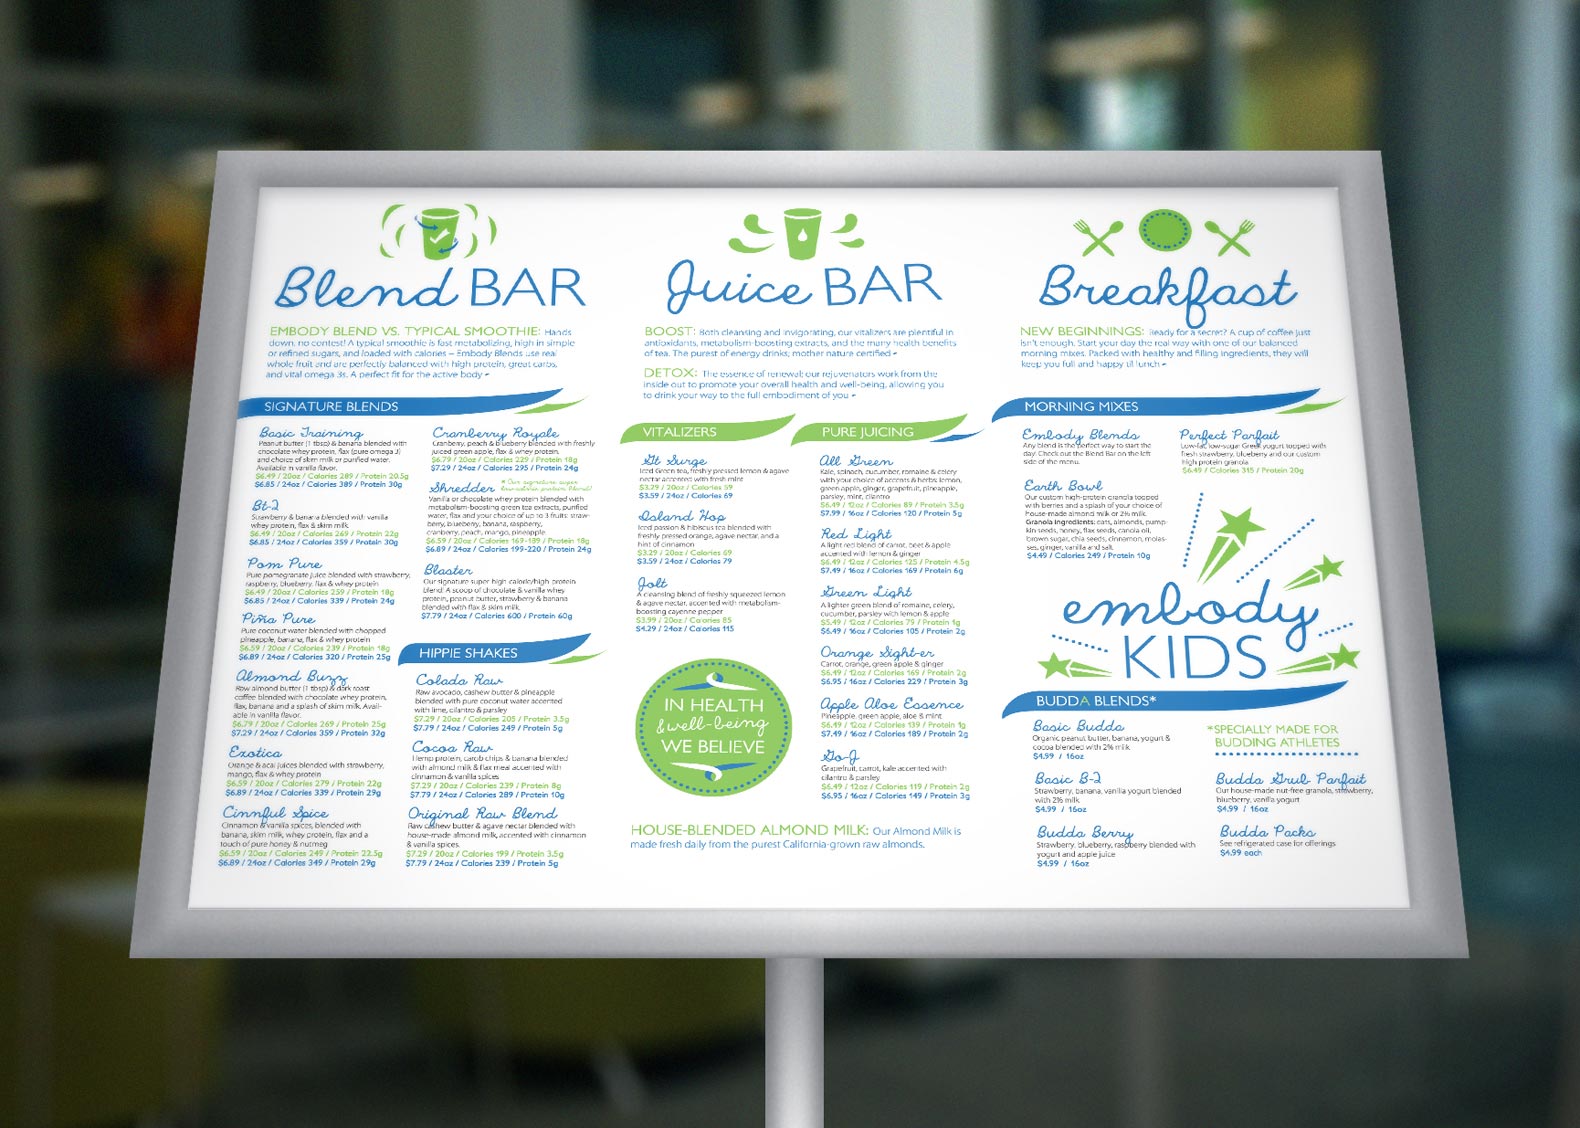 Blend BAR
EMBODY BLEND VS. TYPICAL SMOOTHIE: Hands
down, no contest! A typical smoothie is fast metabolizing, high in simple
or refined sugars, and loaded with calories – Embody Blends use real
whole fruit and are perfectly balanced with high protein, great carbs,
and vital omega 3s. A perfect fit for the active body
SIGNATURE BLENDS
Basic Training
Peanut butter (1 tbsp) & banana blended with
chocolate whey protein, flax (pure omega 3)
and choice of skim milk or purified water.
Available in vanilla flavor.
$6.49 / 20oz / Calories 289 / Protein 20.5g
$6.85 / 24oz / Calories 389 / Protein 30g
Bt-2
Strawberry & banana blended with vanilla
whey protein, flax & skim milk.
$6.49 / 20oz / Calories 269 / Protein 22g
$6.85 / 24oz / Calories 359 / Protein 30g
Pom Pure
Pure pomegranate juice blended with strawberry,
raspberry, blueberry, flax & whey protein
$6.49 / 20oz / Calories 259 / Protein 18g
$6.85 / 24oz / Calories 339 / Protein 24g
Piña Pure
Pure coconut water blended with chopped
pineapple, banana, flax & whey protein
$6.59 / 20oz / Calories 239 / Protein 18g
$6.89 / 24oz / Calories 320 / Protein 25g
Almond Buzz
Raw almond butter (1 tbsp) & dark roast
coffee blended with chocolate whey protein,
flax, banana and a splash of skim milk. Avail-
able in vanilla flavor.
$6.79 / 20oz / Calories 269 / Protein 25g
$7.29 / 24oz / Calories 359 / Protein 32g
Exotica
Orange & acai juices blended with strawberry,
mango, flax & whey protein
$6.59 / 20oz / Calories 279 / Protein 22g
$6.89 / 24oz / Calories 339 / Protein 29g
Cinnful Spice
Cinnamon & vanilla spices, blended with
banana, skim milk, whey protein, flax and a
touch of pure honey & nutmeg
$6.59 / 20oz / Calories 249 / Protein 22.5g
$6.89 / 24oz / Calories 349 / Protein 29g
Cranberry Royale
Cranberry, peach & blueberry blended with freshly
juiced green apple, flax & whey protein.
$6.79 / 20oz / Calories 229 / Protein 18g
$7.29 / 24oz / Calories 295 / Protein 24g
Shredder
*Our signature super
low-calorie protein blend!
Vanilla or chocolate whey protein blended with
metabolism-boosting green tea extracts, purified
water, flax and your choice of up to 3 fruits: straw-
berry, blueberry, banana, raspberry,
cranberry, peach, mango, pineapple
$6.59 / 20oz / Calories 169-189 / Protein 18g
$6.89 / 24oz / Calories 199-220 / Protein 24g
Blaster
Our signature super high calorie/high protein
blend! A scoop of chocolate & vanilla whey
protein, peanut butter, strawberry & banana
blended with flax & skim milk.
$7.79 / 24oz / Calories 600 / Protein 60g
HIPPIE SHAKES
Colada Raw
Raw avocado, cashew butter & pineapple
blended with pure coconut water accented
with lime, cilantro & parsley
$7.29 / 20oz / Calories 205 / Protein 3.5g
$7.79 / 24oz / Calories 249 / Protein 5g
Cocoa Raw
Hemp protein, carob chips & banana blended
with almond milk & flax meal accented with
cinnamon & vanilla spices
$7.29 / 20oz / Calories 239 / Protein 8g
$7.79 / 24oz / Calories 289 / Protein 10g
Original Raw Blend
Raw cashew butter & agave nectar blended with
house-made almond milk, accented with cinnamon
& vanilla spices.
$7.29 / 20oz / Calories 199 / Protein 3.5g
$7.79 / 24oz / Calories 239 / Protein 5g
Juice BAR
BOOST: Both cleansing and invigorating, our vitalizers are plentiful in
antioxidants, metabolism-boosting extracts, and the many health benefits
of tea. The purest of energy drinks; mother nature certified
DETOX: The essence of renewal; our rejuvenators work from the
inside out to promote your overall health and well-being, allowing you
to drink your way to the full embodiment of you
VITALIZERS
Gt Surge
Iced Green tea, freshly pressed lemon & agave
nectar accented with fresh mint
$3.29 / 20oz / Calories 59
$3.59 / 24oz / Calories 69
Island Hop
Iced passion & hibiscus tea blended with
freshly pressed orange, agave nectar, and a
hint of cinnamon
$3.29 / 20oz / Calories 69
$3.59 / 24oz / Calories 79
Jolt
A cleansing blend of freshly squeezed lemon
& agave nectar, accented with metabolism-
boosting cayenne pepper
$3.99 / 20oz / Calories 85
$4.29 / 24oz / Calories 115
IN HEALTH
& well-being
WE BELIEVE
PURE JUICING
All Green
Kale, spinach, cucumber, romaine & celery
with your choice of accents & herbs: lemon,
green apple, ginger, grapefruit, pineapple,
parsley, mint, cilantro
$6.49 / 12oz / Calories 89 / Protein 3.5g
$7.99 / 16oz / Calories 120 / Protein 5g
Red Light
A light red blend of carrot, beets & apple
accented with lemon & ginger
$6.49 / 12oz / Calories 125 / Protein 4.5g
$7.49 / 16oz / Calories 169 / Protein 6g
Green Light
A lighter green blend of romaine, celery,
cucumber, parsley with lemon & apple
$5.49 / 12oz / Calories 79 / Protein 1g
$6.49 / 16oz / Calories 105 / Protein 2g
Orange Sight-er
Carrot, orange, green apple & ginger
$6.49 / 12oz / Calories 165 / Protein 2g
$6.95 / 16oz / Calories 229 / Protein 3g
Apple Aloe Essence
Pineapple, green apple, aloe & mint
$6.49 / 12oz / Calories 139 / Protein 1g
$7.49 / 16oz / Calories 189 / Protein 2g
Go-J
Grapefruit, carrot, kale accented with
cilantro & parsley
$6.49 / 12oz / Calories 119 / Protein 2g
$6.95 / 16oz / Calories 149 / Protein 3g
HOUSE-BLENDED ALMOND MILK: Our Almond Milk is
made fresh daily from the purest California-grown raw almonds.
Breakfast
NEW BEGINNINGS: Ready for a secret? A cup of coffee just
isn't enough. Start your day the real way with one of our balanced
morning mixes. Packed with healthy and filling ingredients, they will
keep you full and happy til lunch
MORNING MIXES
Embody Blends
Any blend is the perfect way to start the
day! Check out the Blend Bar on the left
side of the menu.
Earth Bowl
Our custom high-protein granola topped
with berries and a splash of your choice of
house-made almond milk or 2% milk.
Granola ingredients: oats, almonds, pump-
kin seeds, honey, flax seeds, canola oil,
brown sugar, chia seeds, cinnamon, molas-
ses, ginger, vanilla and salt.
$4.49 / Calories 249 / Protein 10g
Perfect Parfait
Low-fat, low-sugar Greek yogurt, topped with
fresh strawberry, blueberry and our custom
high protein granola
$6.49 / Calories 315 / Protein 20g
embody
KIDS
BUDDA BLENDS*
Basic Budda
Organic peanut butter, banana, yogurt &
cocoa blended with 2% milk
$4.99 / 16oz
Basic B-2
Strawberry, banana, vanilla yogurt blended
with 2% milk.
$4.99 / 16oz
Budda Berry
Strawberry, blueberry, raspberry blended with
yogurt and apple juice
$4.99 / 16oz
*SPECIALLY MADE FOR
BUDDING ATHLETES
Budda Grub Parfait
Our house-made nut-free granola, strawberry,
blueberry, vanilla yogurt
$4.99 / 16oz
Budda Packs
See refrigerated case for offerings
$4.99 each